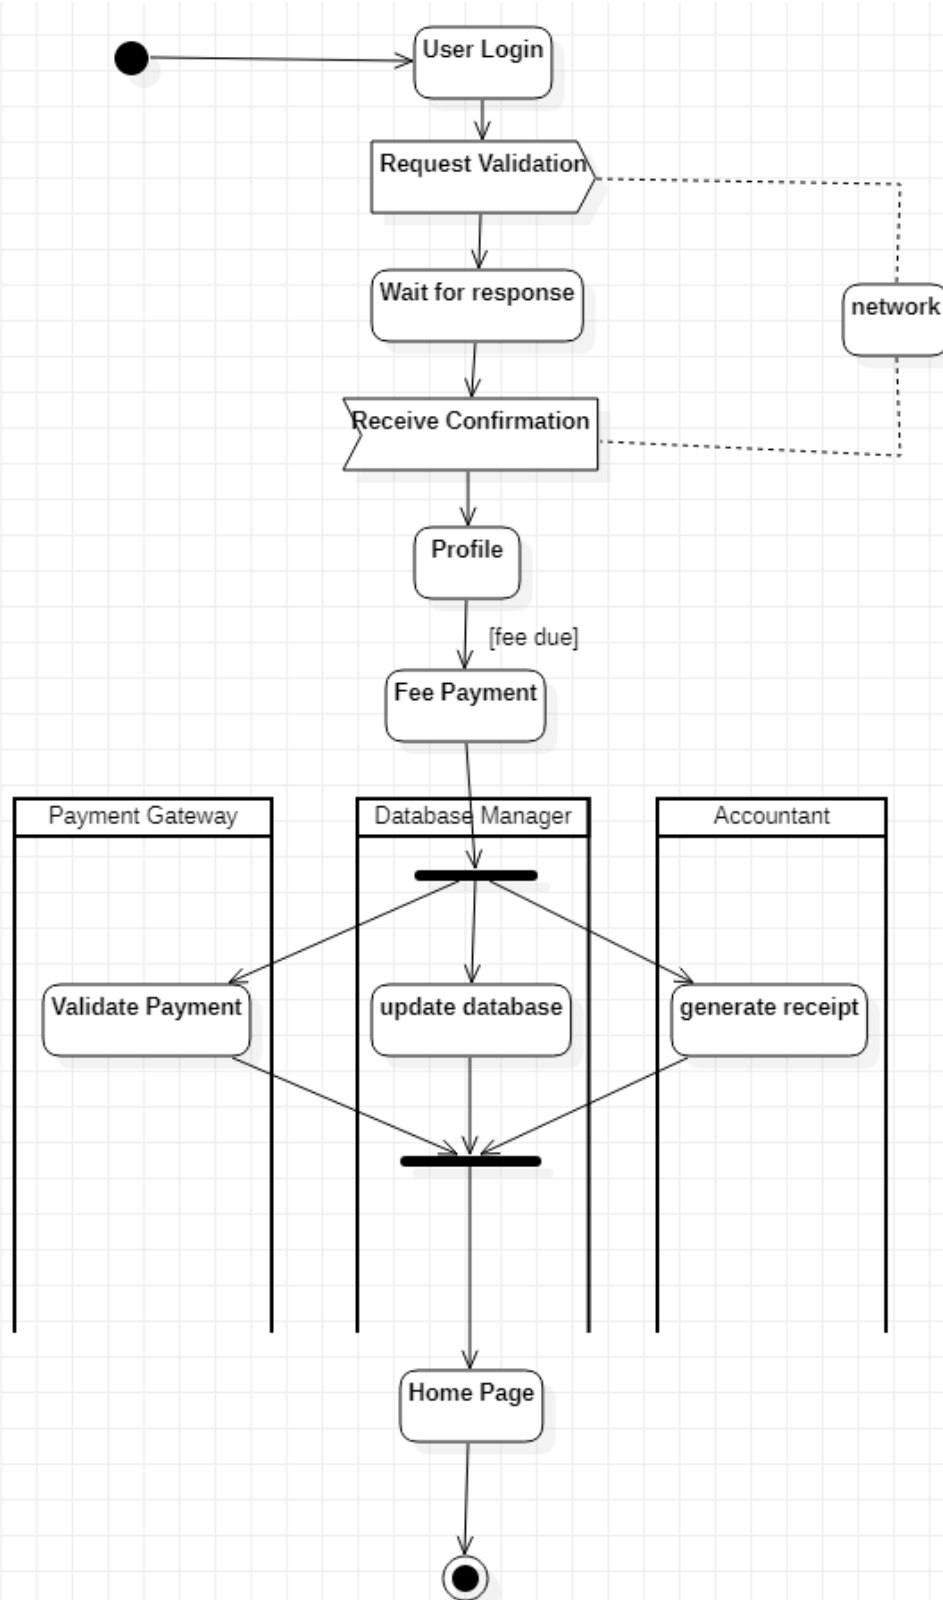 User Login
Request Validation
Wait for response
network
Receive Confirmation
Profile
[fee due]
Fee Payment
Payment Gateway
Database Manager
Accountant
Validate Payment
update database
generate receipt
Home Page